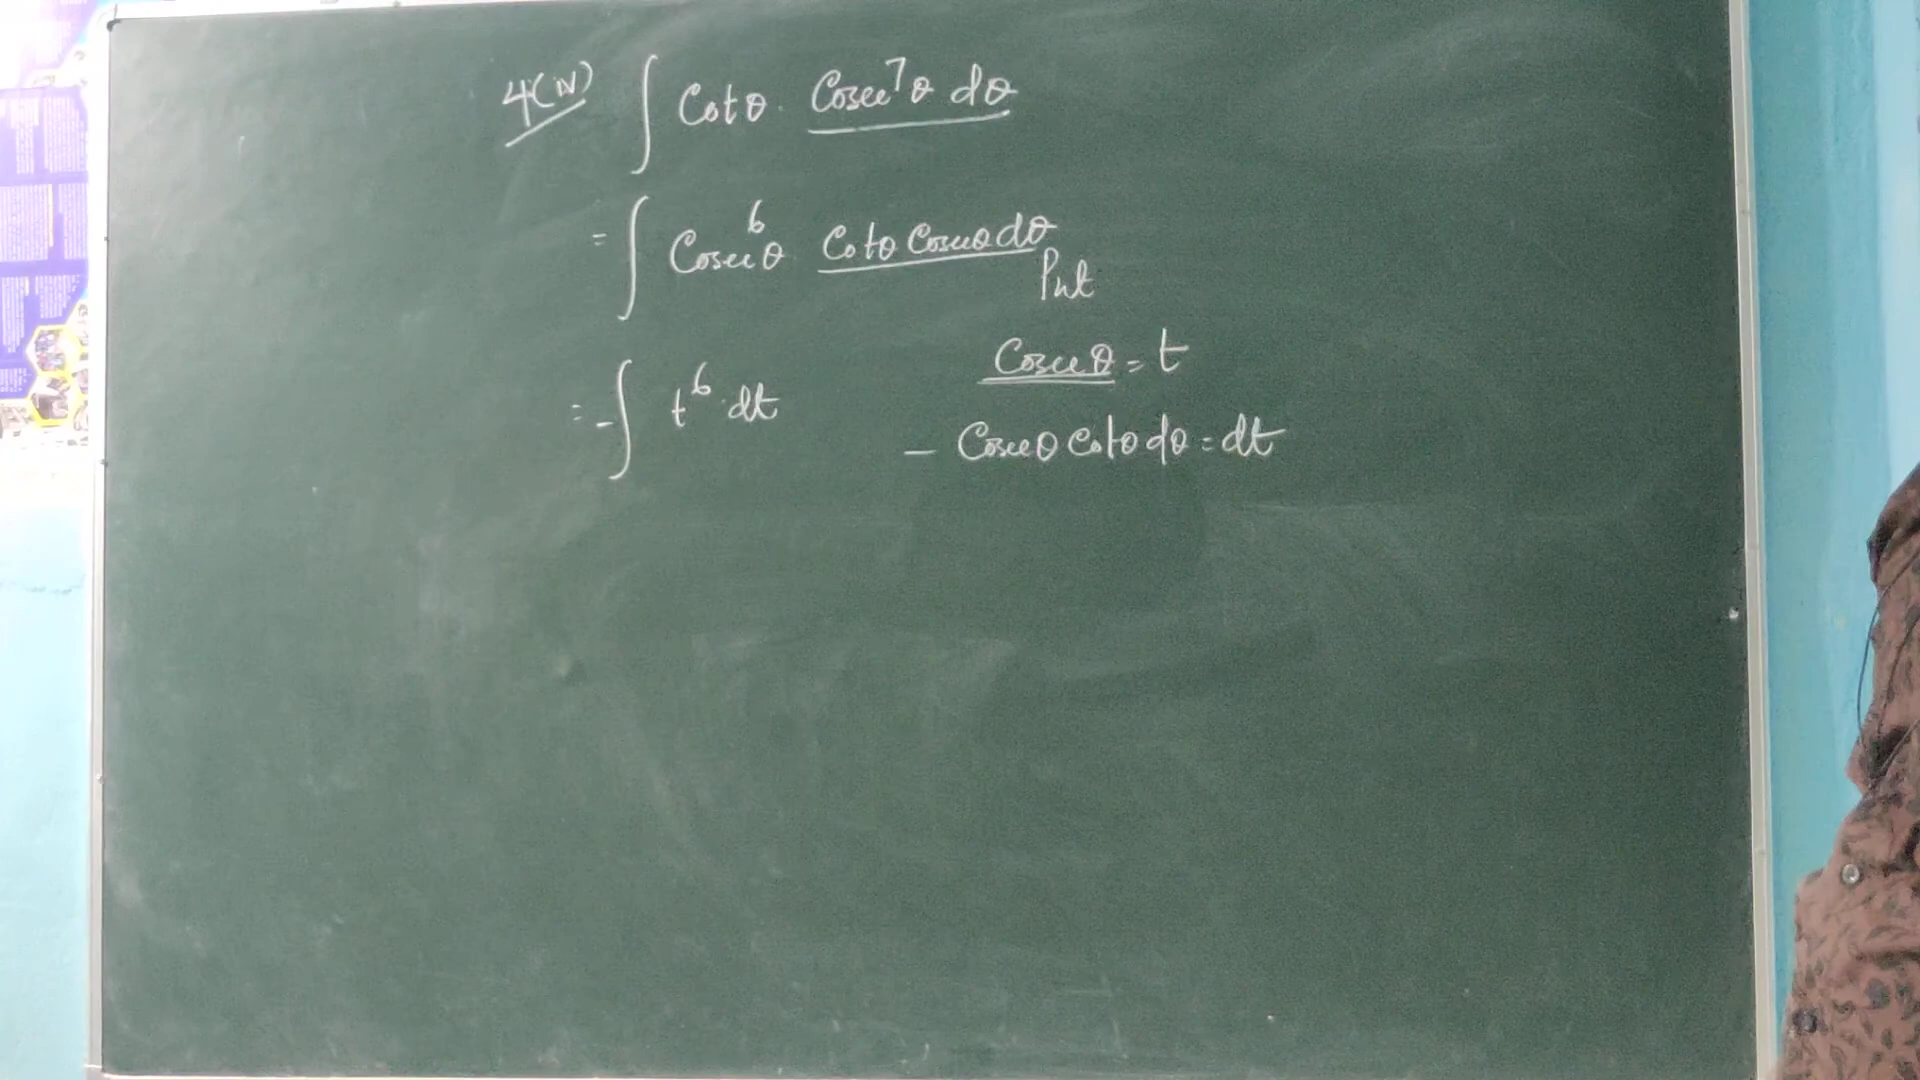 4(iv) ∫ Cotθ. Cosec⁷θ dθ
= ∫ Cosec⁶θ Cotθ Cosecθ dθ
Put
Cosecθ = t
= -∫ t⁶. dt
- Cosecθ Cotθ dθ = dt